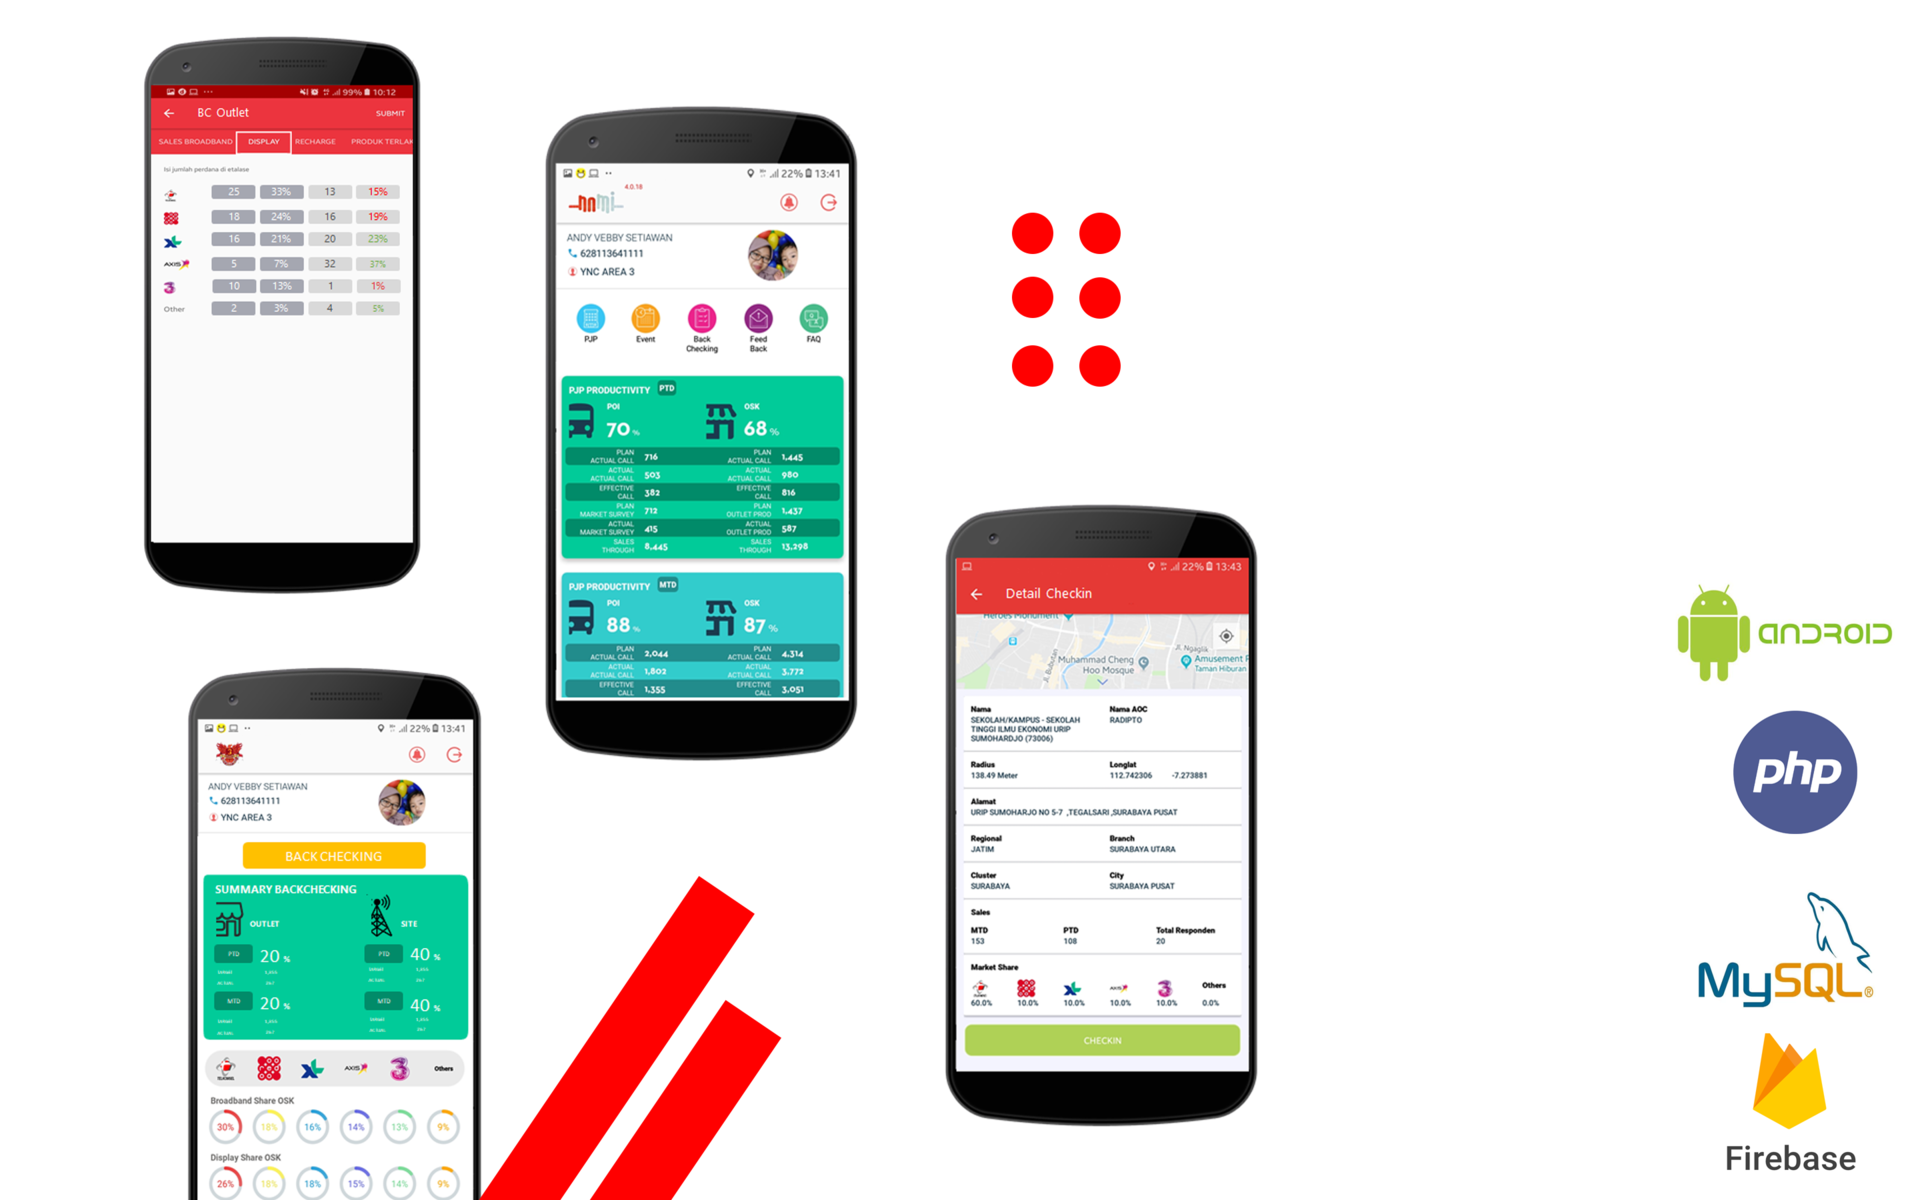 99% 10:12
BC Outlet
SUBMIT
SALES BROADBAND DISPLAY RECHARGE PRODUK TERLAK
Isi jumlah perdana di etalase
25 33% 13 15%
18 24% 16 19%
XL 16 21% 20 23%
AXIS 5 7% 32 37%
3 10 13% 1 1%
Other 2 3% 4 5%
22% 13:41
4.0.18
ANDY VEBBY SETIAWAN
628113641111
YNC AREA 3
PJP Event Back Checking Feed Back FAQ
PJP PRODUCTIVITY PTD
POI 70 %
OSK 68 %
PLAN ACTUAL CALL 716 PLAN ACTUAL CALL 1,445
ACTUAL ACTUAL CALL 503 ACTUAL ACTUAL CALL 980
EFFECTIVE CALL 382 EFFECTIVE CALL 816
PLAN MARKET SURVEY 712 PLAN OUTLET PROD 1,437
ACTUAL MARKET SURVEY 415 ACTUAL OUTLET PROD 587
SALES THROUGH 8,445 SALES THROUGH 13,298
PJP PRODUCTIVITY MTD
POI 88 %
OSK 87 %
PLAN ACTUAL CALL 2,044 PLAN ACTUAL CALL 4,314
ACTUAL ACTUAL CALL 1,802 ACTUAL ACTUAL CALL 3,772
EFFECTIVE CALL 1,355 EFFECTIVE CALL 3,051
22% 13:41
ANDY VEBBY SETIAWAN
628113641111
YNC AREA 3
BACK CHECKING
SUMMARY BACKCHECKING
OUTLET SITE
PTD 20 % PTD 40 %
MTD 20 % MTD 40 %
XL AXIS 3 Others
Broadband Share OSK
30% 18% 16% 14% 13% 9%
Display Share OSK
26% 18% 18% 15% 14% 9%
22% 13:43
Detail Checkin
Heroes Monument
Jl. Bubutan
Jl. Ngaglik
Muhammad Cheng
Hoo Mosque
Amusement P
Taman Hiburan
Nama Nama AOC
SEKOLAH/KAMPUS - SEKOLAH RADIPTO
TINGGI ILMU EKONOMI URIP
SUMOHARDJO (73006)
Radius Longlat
138.49 Meter 112.742306 -7.273881
Alamat
URIP SUMOHARJO NO 5-7 ,TEGALSARI ,SURABAYA PUSAT
Regional Branch
JATIM SURABAYA UTARA
Cluster City
SURABAYA SURABAYA PUSAT
Sales
MTD PTD Total Responden
153 108 20
Market Share
XL AXIS 3 Others
60.0% 10.0% 10.0% 10.0% 10.0% 0.0%
CHECKIN
ANDROID
php
MySQL®
Firebase